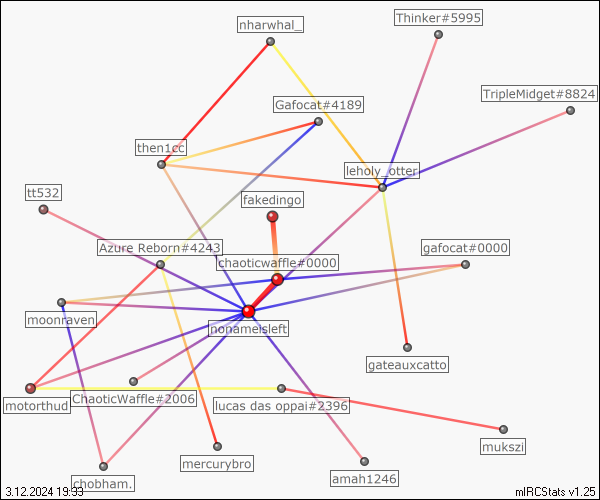 Thinker#5995
nharwhal_
TripleMidget#8824
Gafocat#4189
then1cc
leholy_otter
tt532
fakedingo
Azure Reborn#4243
gafocat#0000
chaoticwaffle#0000
moonraven
nonameisleft
gateauxcatto
ChaoticWaffle#2006
motorthud
lucas das oppai#2396
mukszi
mercurybro
chobham.
amah1246
3.12.2024 19:33
mIRCStats v1.25